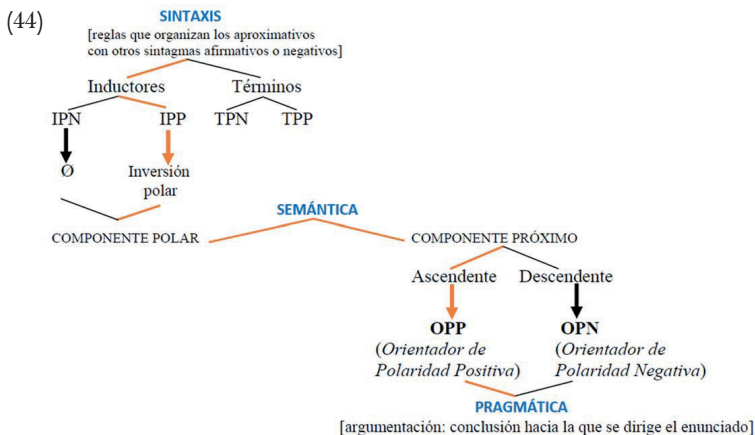 (44)
SINTAXIS
[reglas que organizan los aproximativos
con otros sintagmas afirmativos o negativos]
Inductores Términos
IPN IPP TPN TPP
Ø Inversión
polar
SEMÁNTICA
COMPONENTE POLAR COMPONENTE PRÓXIMO
Ascendente Descendente
OPP OPN
(Orientador de (Orientador de
Polaridad Positiva) Polaridad Negativa)
PRAGMÁTICA
[argumentación: conclusión hacia la que se dirige el enunciado]